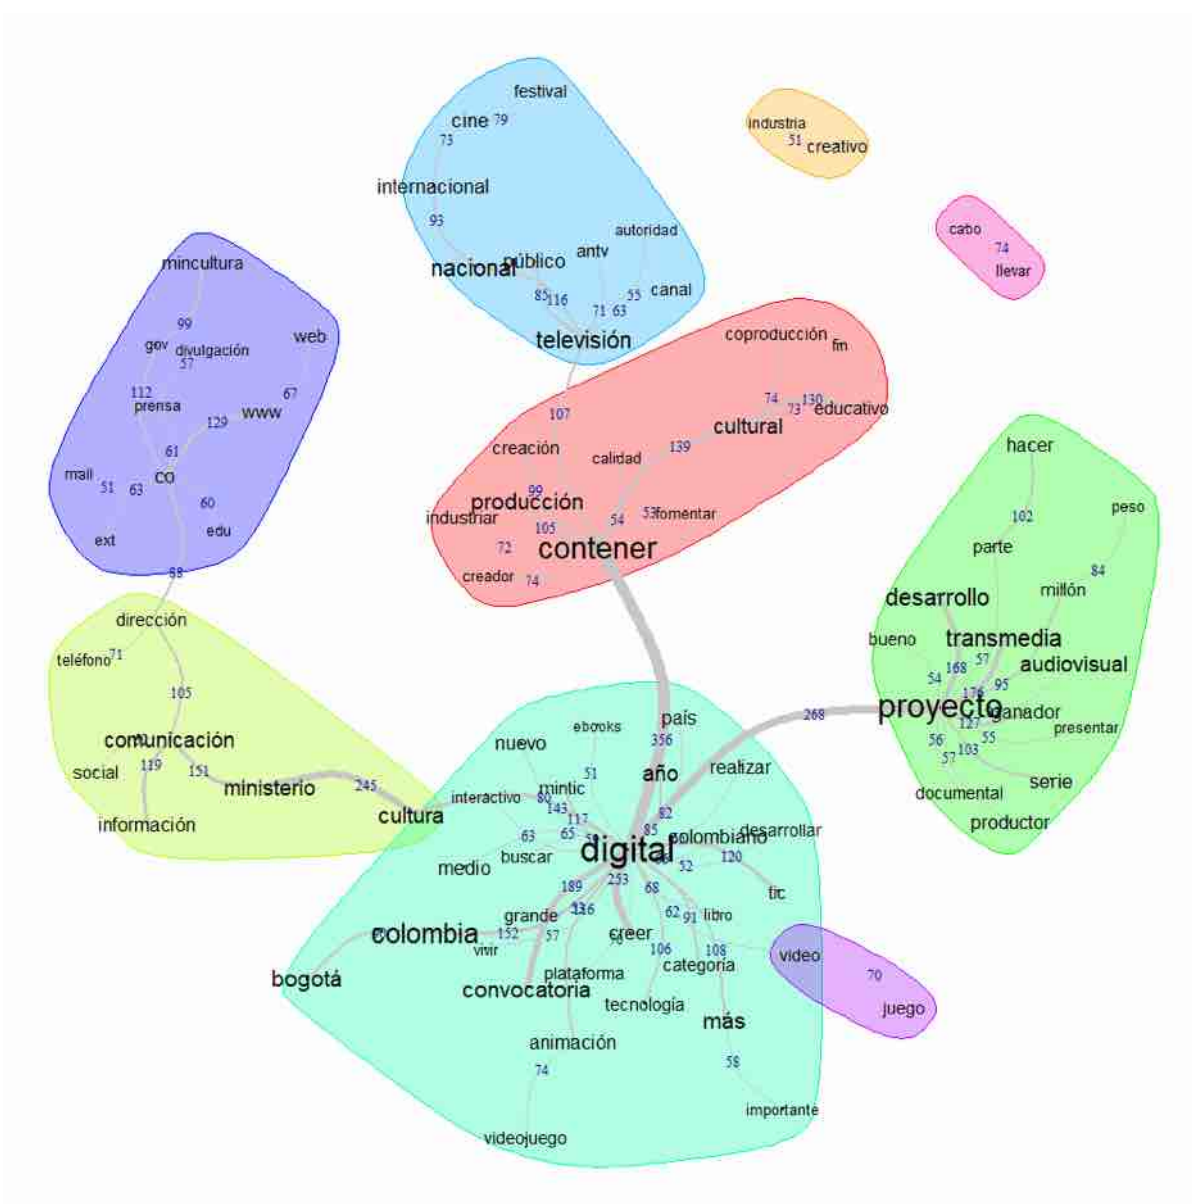 festival
cine 79
73
internacional
93
autoridad
antv
público
nacional
canal
85 116
55
71 63
televisión
107
industria
51
creativo
cabo
74
llevar
mincultura
99
gov
divulgación
57
web
112
prensa
67
www
129
61
co
mail
51
63
60
edu
ext
88
coproducción
fin
74
73
130
educativo
cultural
139
creación
calidad
99
producción
industriar
105
54
53
fomentar
72
contener
creador
74
hacer
peso
102
parte
84
millón
desarrollo
transmedia
bueno
57
168
audiovisual
54
95
176
proyecto
ganador
127
presentar
56
55
103
57
serie
documental
productor
268
dirección
teléfono
71
105
comunicación
119
social
151
ministerio
245
información
cultura
país
ebooks
nuevo
356
año
realizar
51
mintic
interactivo
80
143
82
117
85
63
65
colombiano
desarrollar
digital
buscar
120
medio
52
253
189
68
tic
116
grande
62
91
libro
colombia
152
57
creer
vivir
106
108
video
categoría
70
bogotá
plataforma
convocatoria
tecnología
juego
más
animación
74
58
importante
videojuego